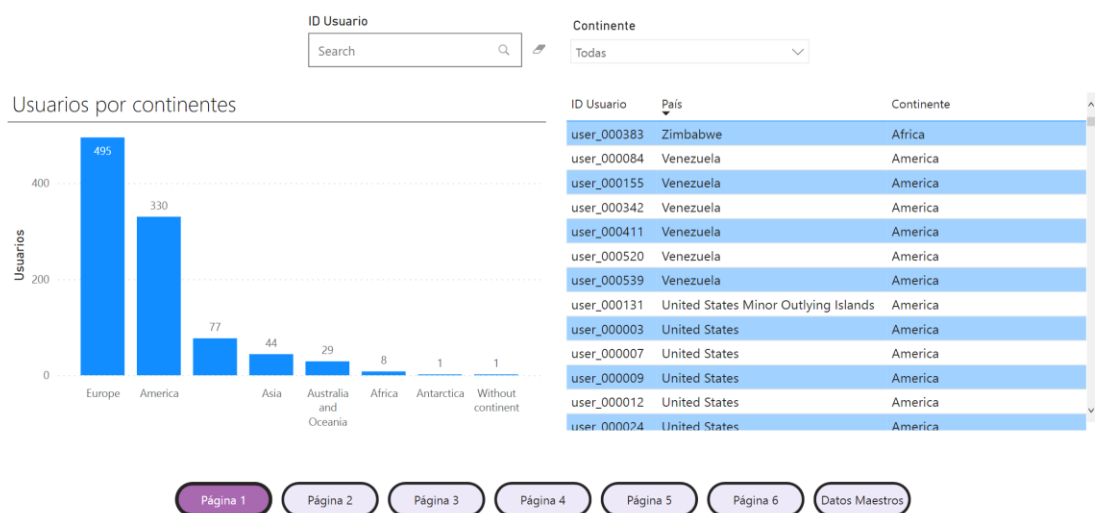 ID Usuario
Search
Continente
Todas
Usuarios por continentes
Usuarios
400
200
0
495
330
77
44
29
8
1
1
Europe
America
Asia
Australia and Oceania
Africa
Antarctica
Without continent
ID Usuario País Continente
user_000383 Zimbabwe Africa
user_000084 Venezuela America
user_000155 Venezuela America
user_000342 Venezuela America
user_000411 Venezuela America
user_000520 Venezuela America
user_000539 Venezuela America
user_000131 United States Minor Outlying Islands America
user_000003 United States America
user_000007 United States America
user_000009 United States America
user_000012 United States America
user_000024 United States America
Página 1
Página 2
Página 3
Página 4
Página 5
Página 6
Datos Maestros